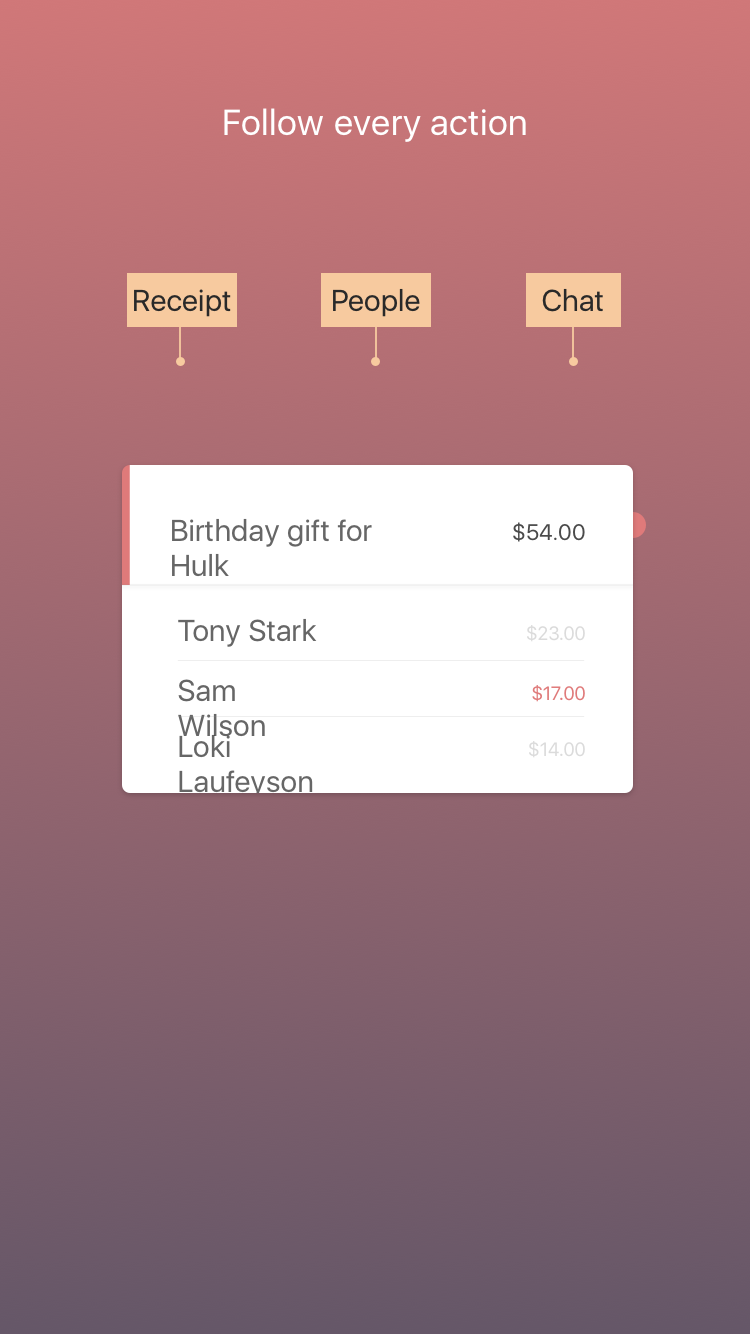 Follow every action
Receipt People Chat
Birthday gift for $54.00
Hulk
Tony Stark $23.00
Sam $17.00
Wilson
Loki $14.00
Laufeyson